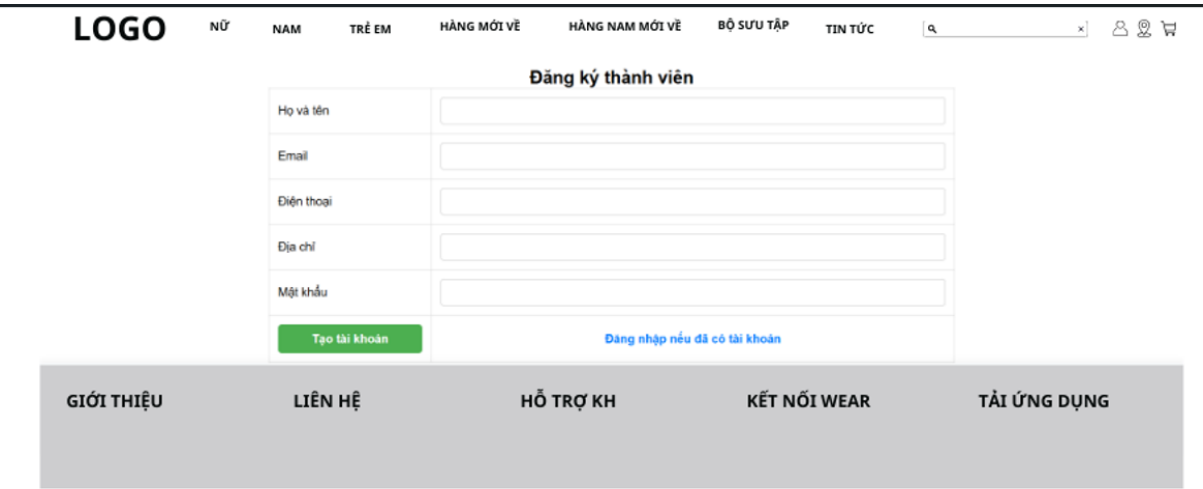 LOGO NỮ NAM TRẺ EM HÀNG MỚI VỀ HÀNG NAM MỚI VỀ BỘ SƯU TẬP TIN TỨC
Đăng ký thành viên
Họ và tên
Email
Điện thoại
Địa chỉ
Mật khẩu
Tạo tài khoản Đăng nhập nếu đã có tài khoản
GIỚI THIỆU LIÊN HỆ HỖ TRỢ KH KẾT NỐI WEAR TẢI ỨNG DỤNG